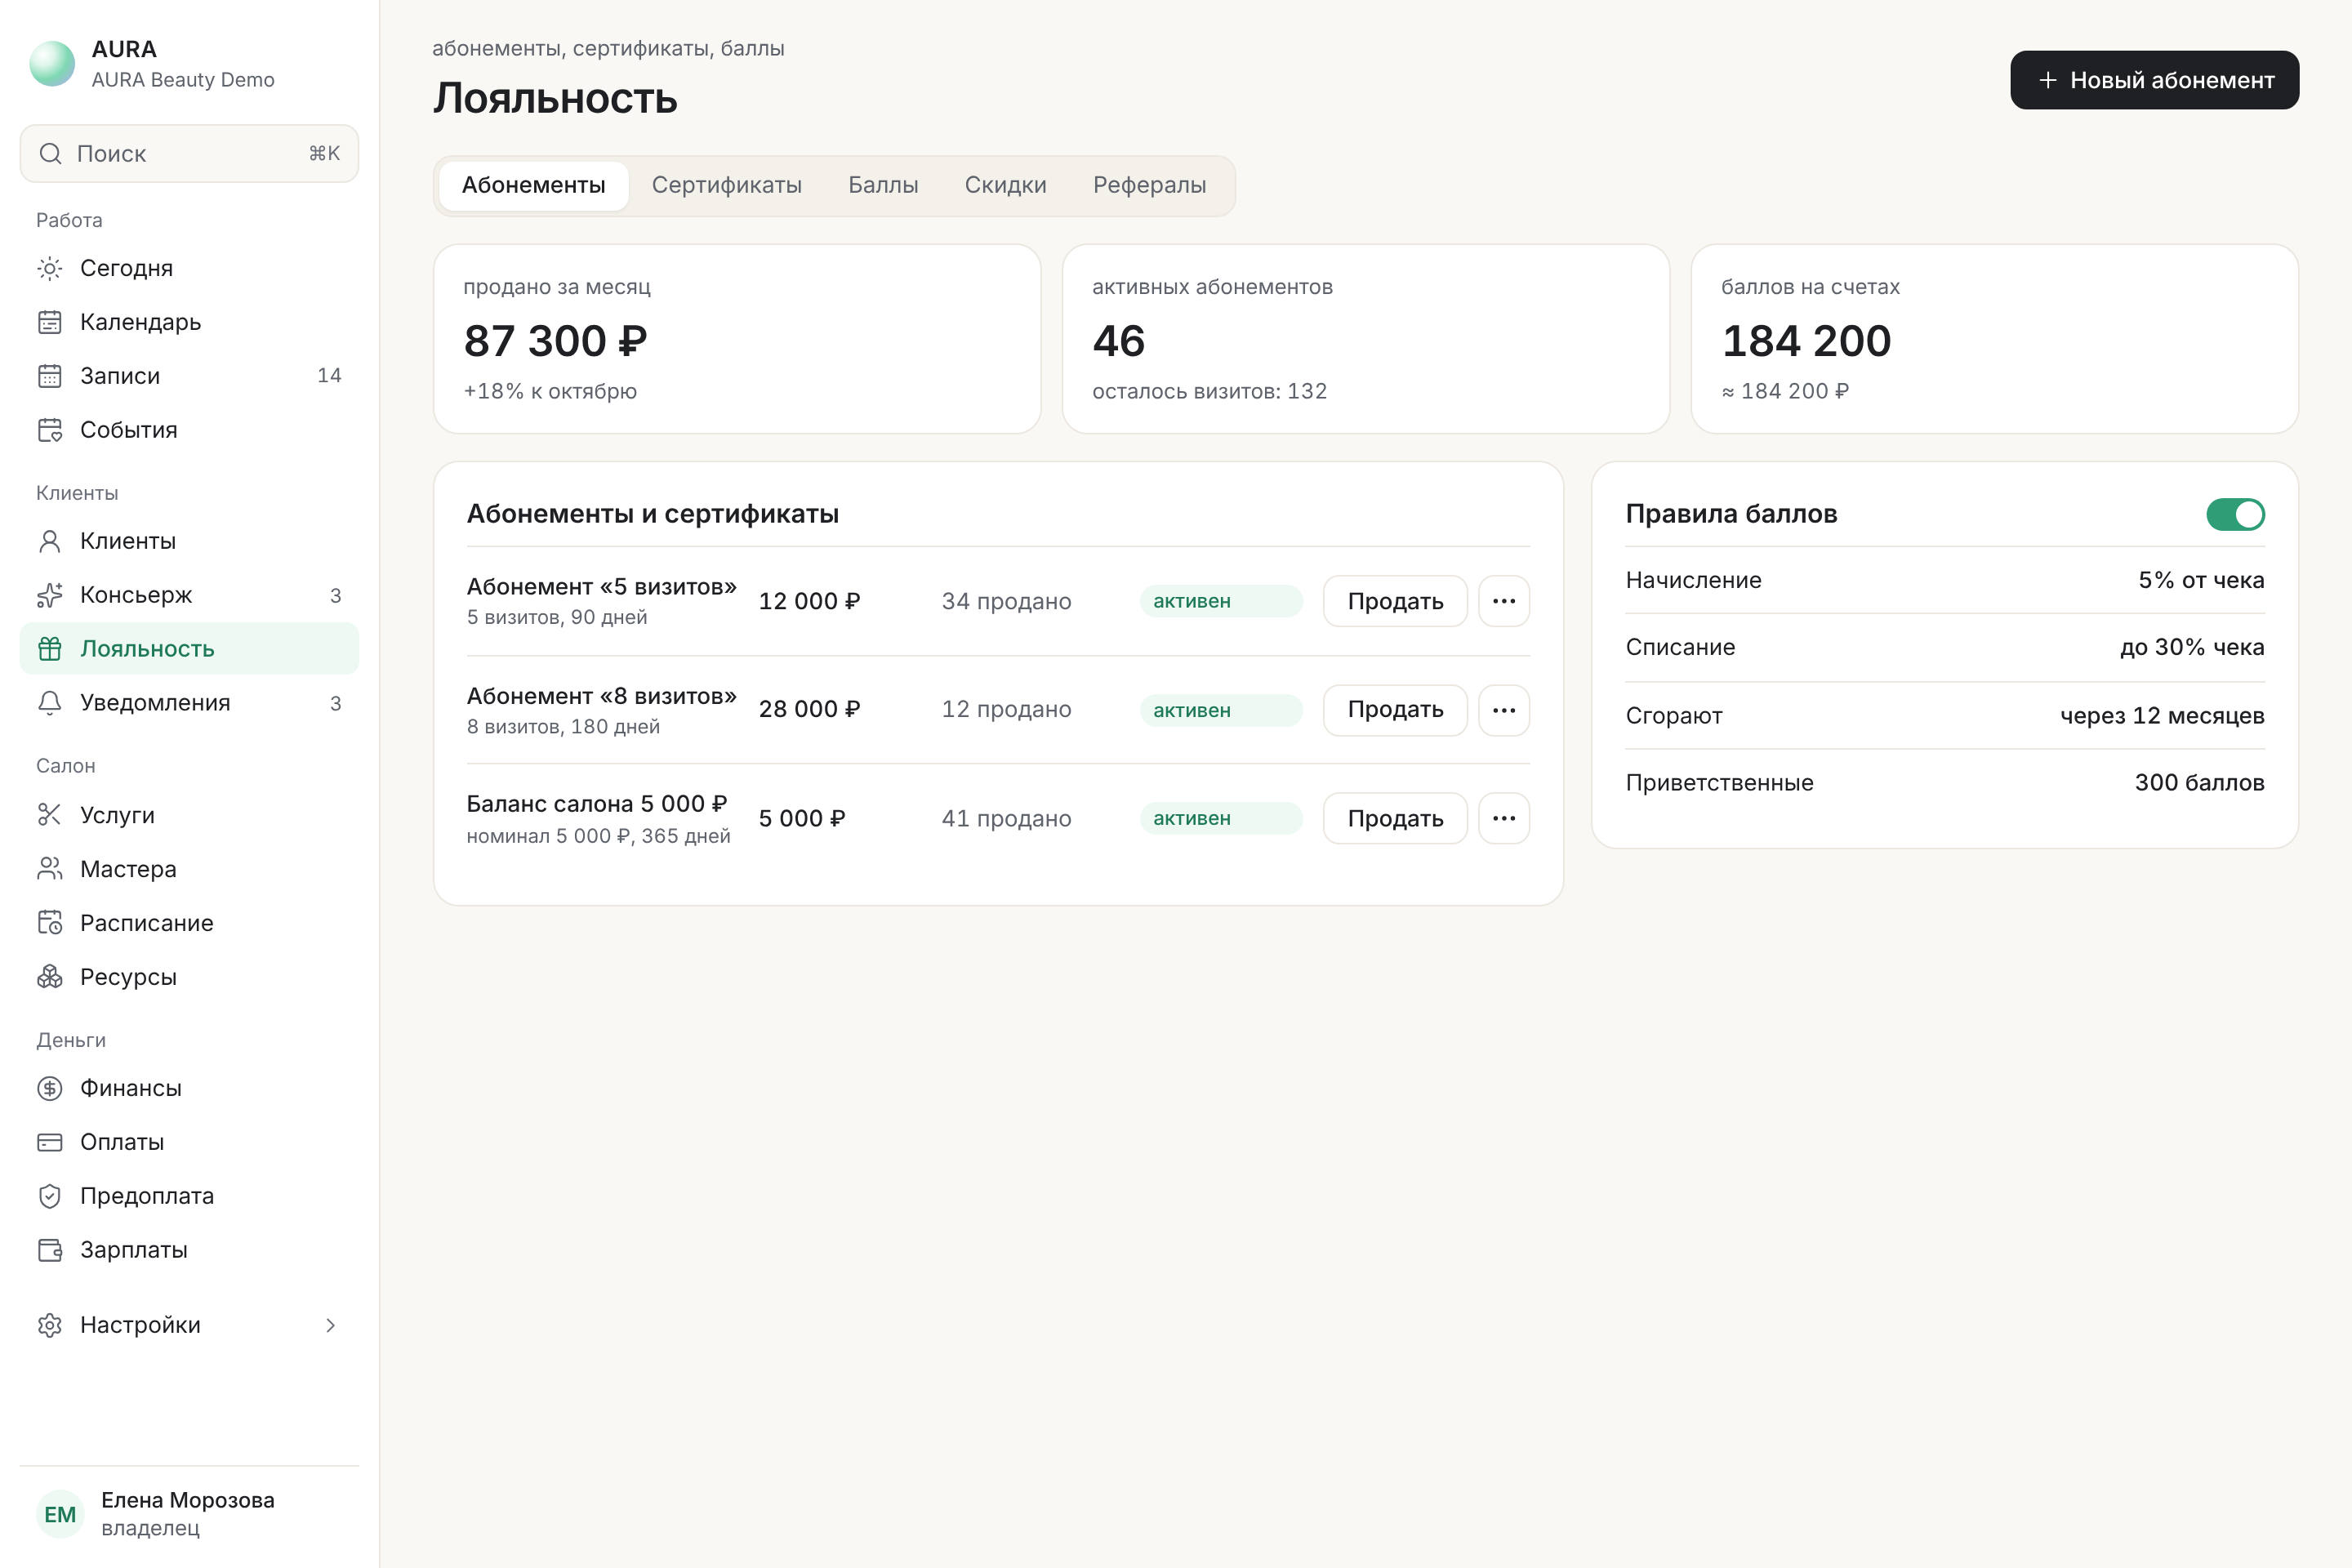 AURA
AURA Beauty Demo
Поиск ⌘K
Работа
Сегодня
Календарь
Записи 14
События
Клиенты
Клиенты
Консьерж 3
Лояльность
Уведомления 3
Салон
Услуги
Мастера
Расписание
Ресурсы
Деньги
Финансы
Оплаты
Предоплата
Зарплаты
Настройки
ЕМ
Елена Морозова
владелец
абонементы, сертификаты, баллы
Лояльность
+ Новый абонемент
Абонементы Сертификаты Баллы Скидки Рефералы
продано за месяц
87 300 ₽
+18% к октябрю
активных абонементов
46
осталось визитов: 132
баллов на счетах
184 200
≈ 184 200 ₽
Абонементы и сертификаты
Абонемент «5 визитов»
5 визитов, 90 дней
12 000 ₽ 34 продано активен Продать
Абонемент «8 визитов»
8 визитов, 180 дней
28 000 ₽ 12 продано активен Продать
Баланс салона 5 000 ₽
номинал 5 000 ₽, 365 дней
5 000 ₽ 41 продано активен Продать
Правила баллов
Начисление 5% от чека
Списание до 30% чека
Сгорают через 12 месяцев
Приветственные 300 баллов